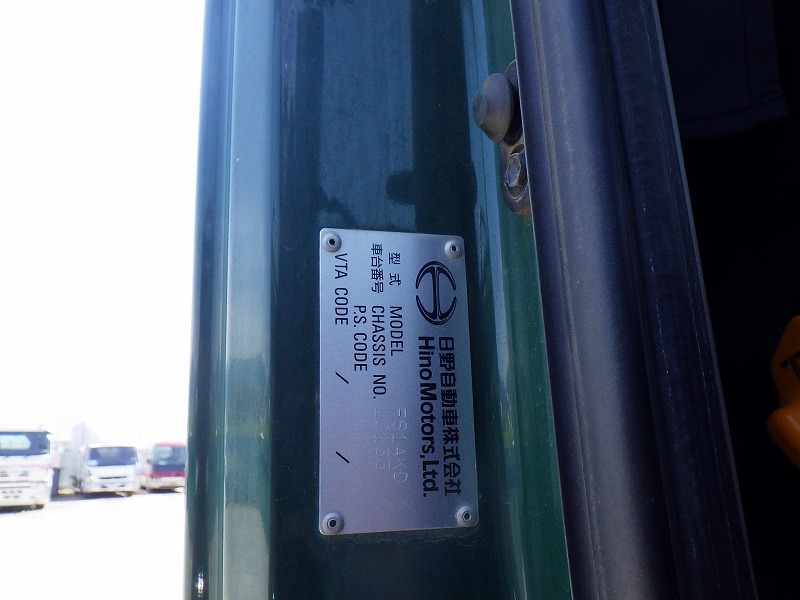 日野自動車株式会社
Hino Motors, Ltd.
型式 MODEL FS1AKD
車台番号 CHASSIS NO.
P.S. CODE
VTA CODE / /